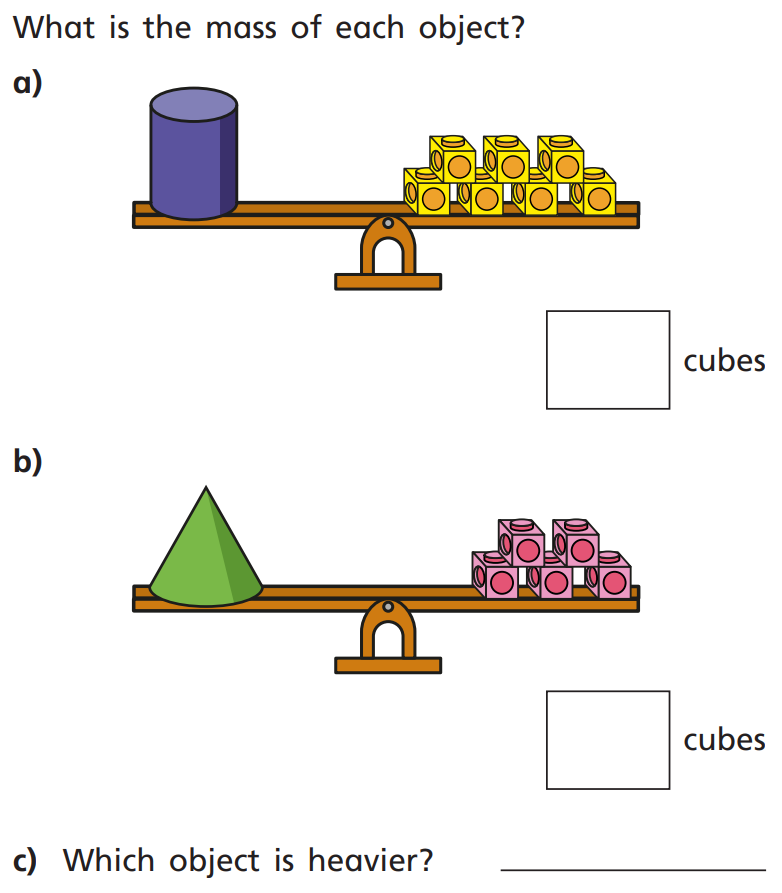 What is the mass of each object?
a)
cubes
b)
cubes
c) Which object is heavier?